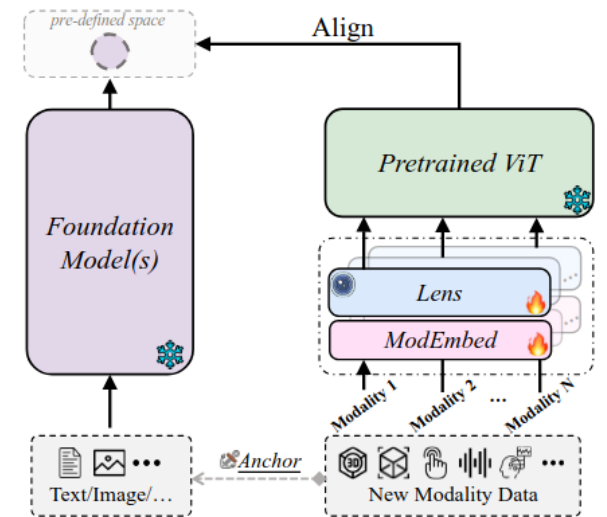 pre-defined space
Align
Foundation
Model(s)
Pretrained ViT
Lens
...
ModEmbed
...
Modality 1
Modality 2
...
Modality N
Text/Image/...
Anchor
3D
New Modality Data